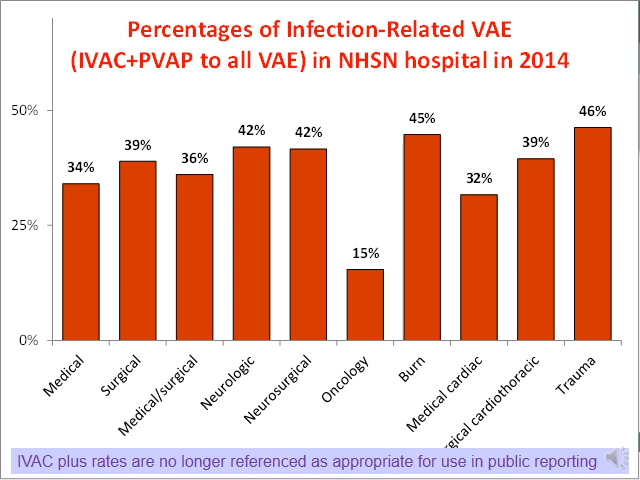 Percentages of Infection-Related VAE
(IVAC+PVAP to all VAE) in NHSN hospital in 2014
50%
25%
0%
34%
39%
36%
42%
42%
15%
45%
32%
39%
46%
Medical
Surgical
Medical/surgical
Neurologic
Neurosurgical
Oncology
Burn
Medical cardiac
cardiothoracic
Trauma
IVAC plus rates are no longer referenced as appropriate for use in public reporting